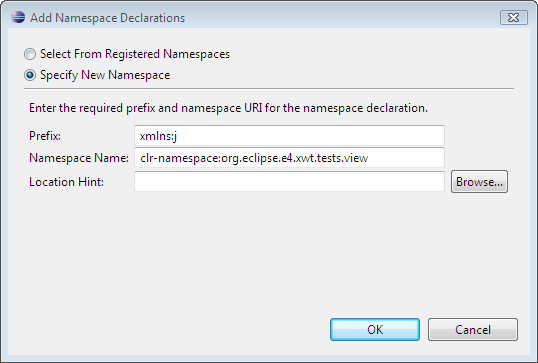 Add Namespace Declarations
Select From Registered Namespaces
Specify New Namespace
Enter the required prefix and namespace URI for the namespace declaration.
Prefix: xmlns:j
Namespace Name: clr-namespace:org.eclipse.e4.xwt.tests.view
Location Hint: Browse...
OK Cancel